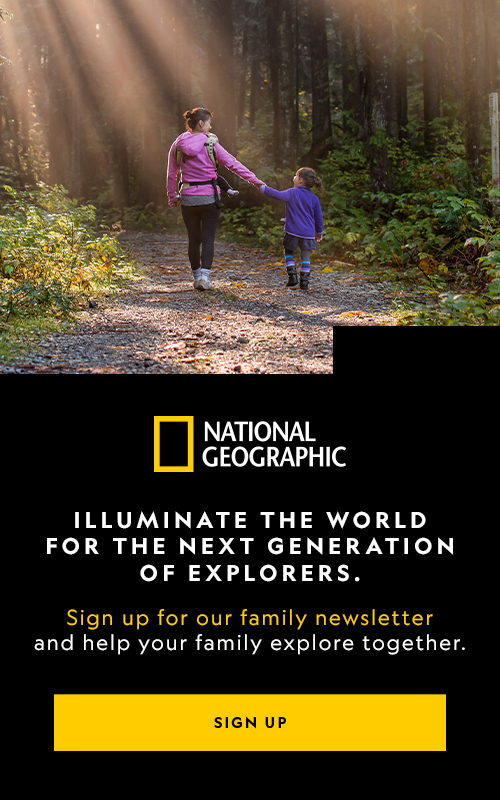 NATIONAL
GEOGRAPHIC
ILLUMINATE THE WORLD
FOR THE NEXT GENERATION
OF EXPLORERS.
Sign up for our family newsletter
and help your family explore together.
SIGN UP